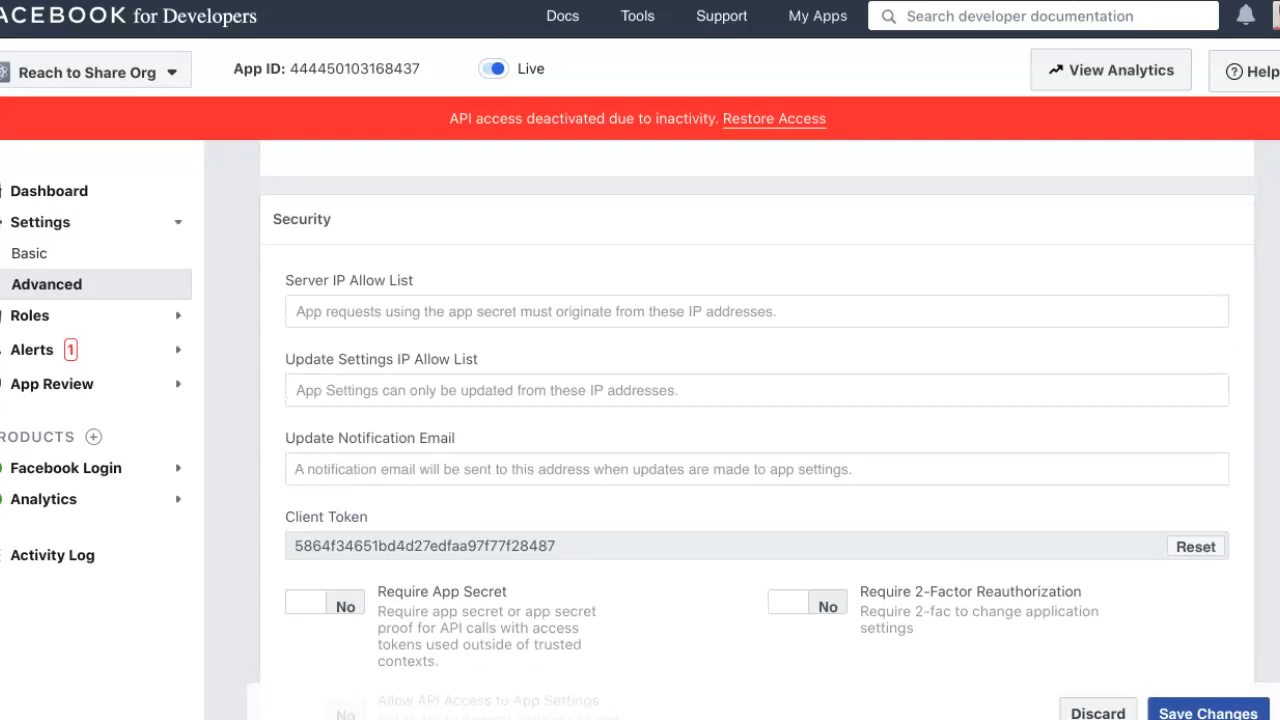 ACEBOOK for Developers
Docs
Tools
Support
My Apps
Search developer documentation
Reach to Share Org
App ID: 444450103168437
Live
View Analytics
Help
API access deactivated due to inactivity. Restore Access
Dashboard
Settings
Basic
Advanced
Roles
Alerts 1
App Review
RODUCTS
Facebook Login
Analytics
Activity Log
Security
Server IP Allow List
App requests using the app secret must originate from these IP addresses.
Update Settings IP Allow List
App Settings can only be updated from these IP addresses.
Update Notification Email
A notification email will be sent to this address when updates are made to app settings.
Client Token
5864f34651bd4d27edfaa97f77f28487
Reset
No
Require App Secret
Require app secret or app secret
proof for API calls with access
tokens used outside of trusted
contexts.
No
Require 2-Factor Reauthorization
Require 2-fac to change application
settings
No
Allow API Access to App Settings
Discard
Save Changes